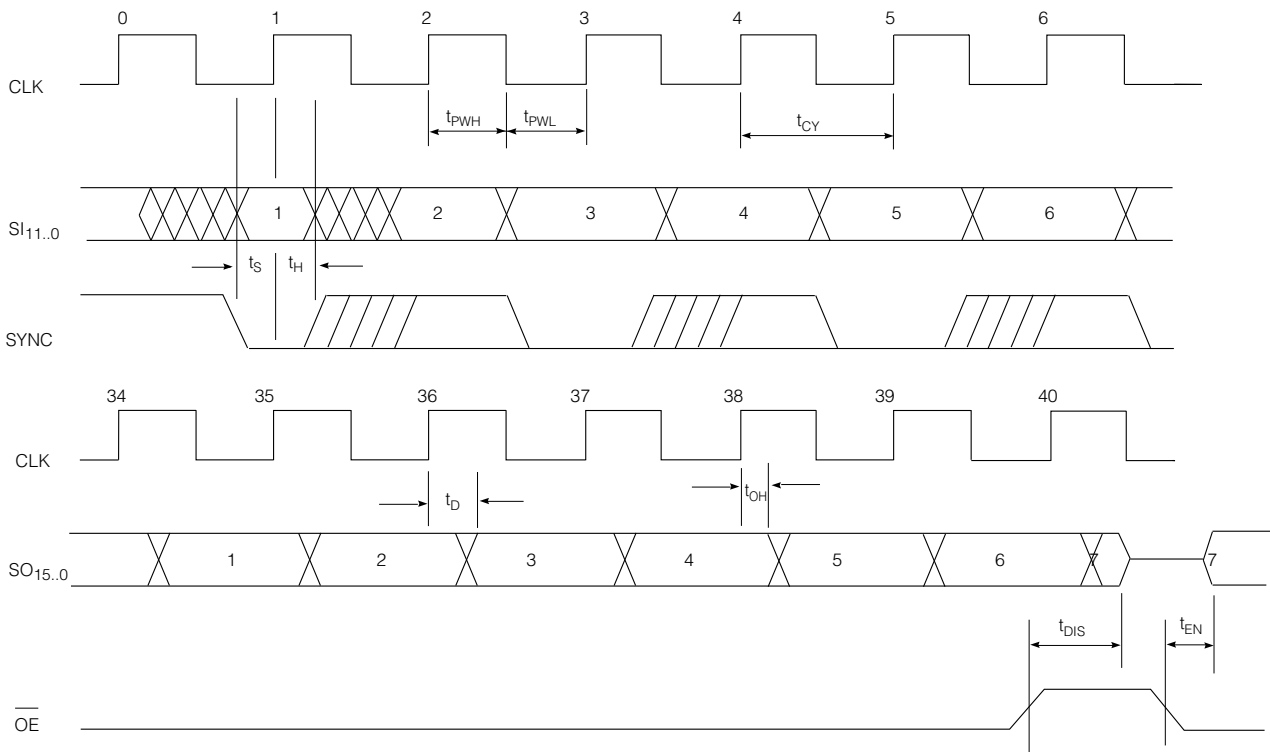 0 1 2 3 4 5 6
CLK
tPWH tPWL tCY
SI11..0 1 2 3 4 5 6
tS tH
SYNC
34 35 36 37 38 39 40
CLK
tD tOH
SO15..0 1 2 3 4 5 6 7 7
tDIS tEN
OE